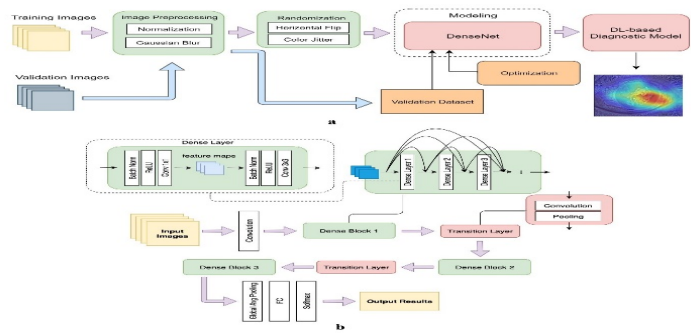 Training Images
Image Preprocessing
Normalization
Gaussian Blur
Randomization
Horizontal Flip
Color Jitter
Modeling
DenseNet
DL-based
Diagnostic Model
Validation Images
Optimization
Validation Dataset
a
Dense Layer
Batch Norm
ReLU
feature maps
Batch Norm
ReLU
Conv 3x3
Dense Layer 1
Dense Layer 2
Dense Layer 3
Convolution
Pooling
Input
Images
Convolution
Dense Block 1
Transition Layer
Dense Block 3
Transition Layer
Dense Block 2
Global Avg Pooling
FC
Softmax
Output Results
b